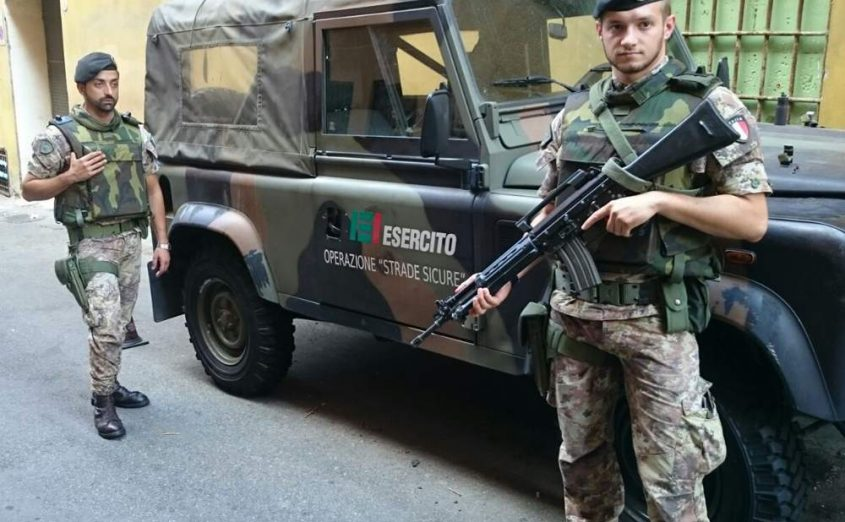 ESERCITO
OPERAZIONE "STRADE SICURE"